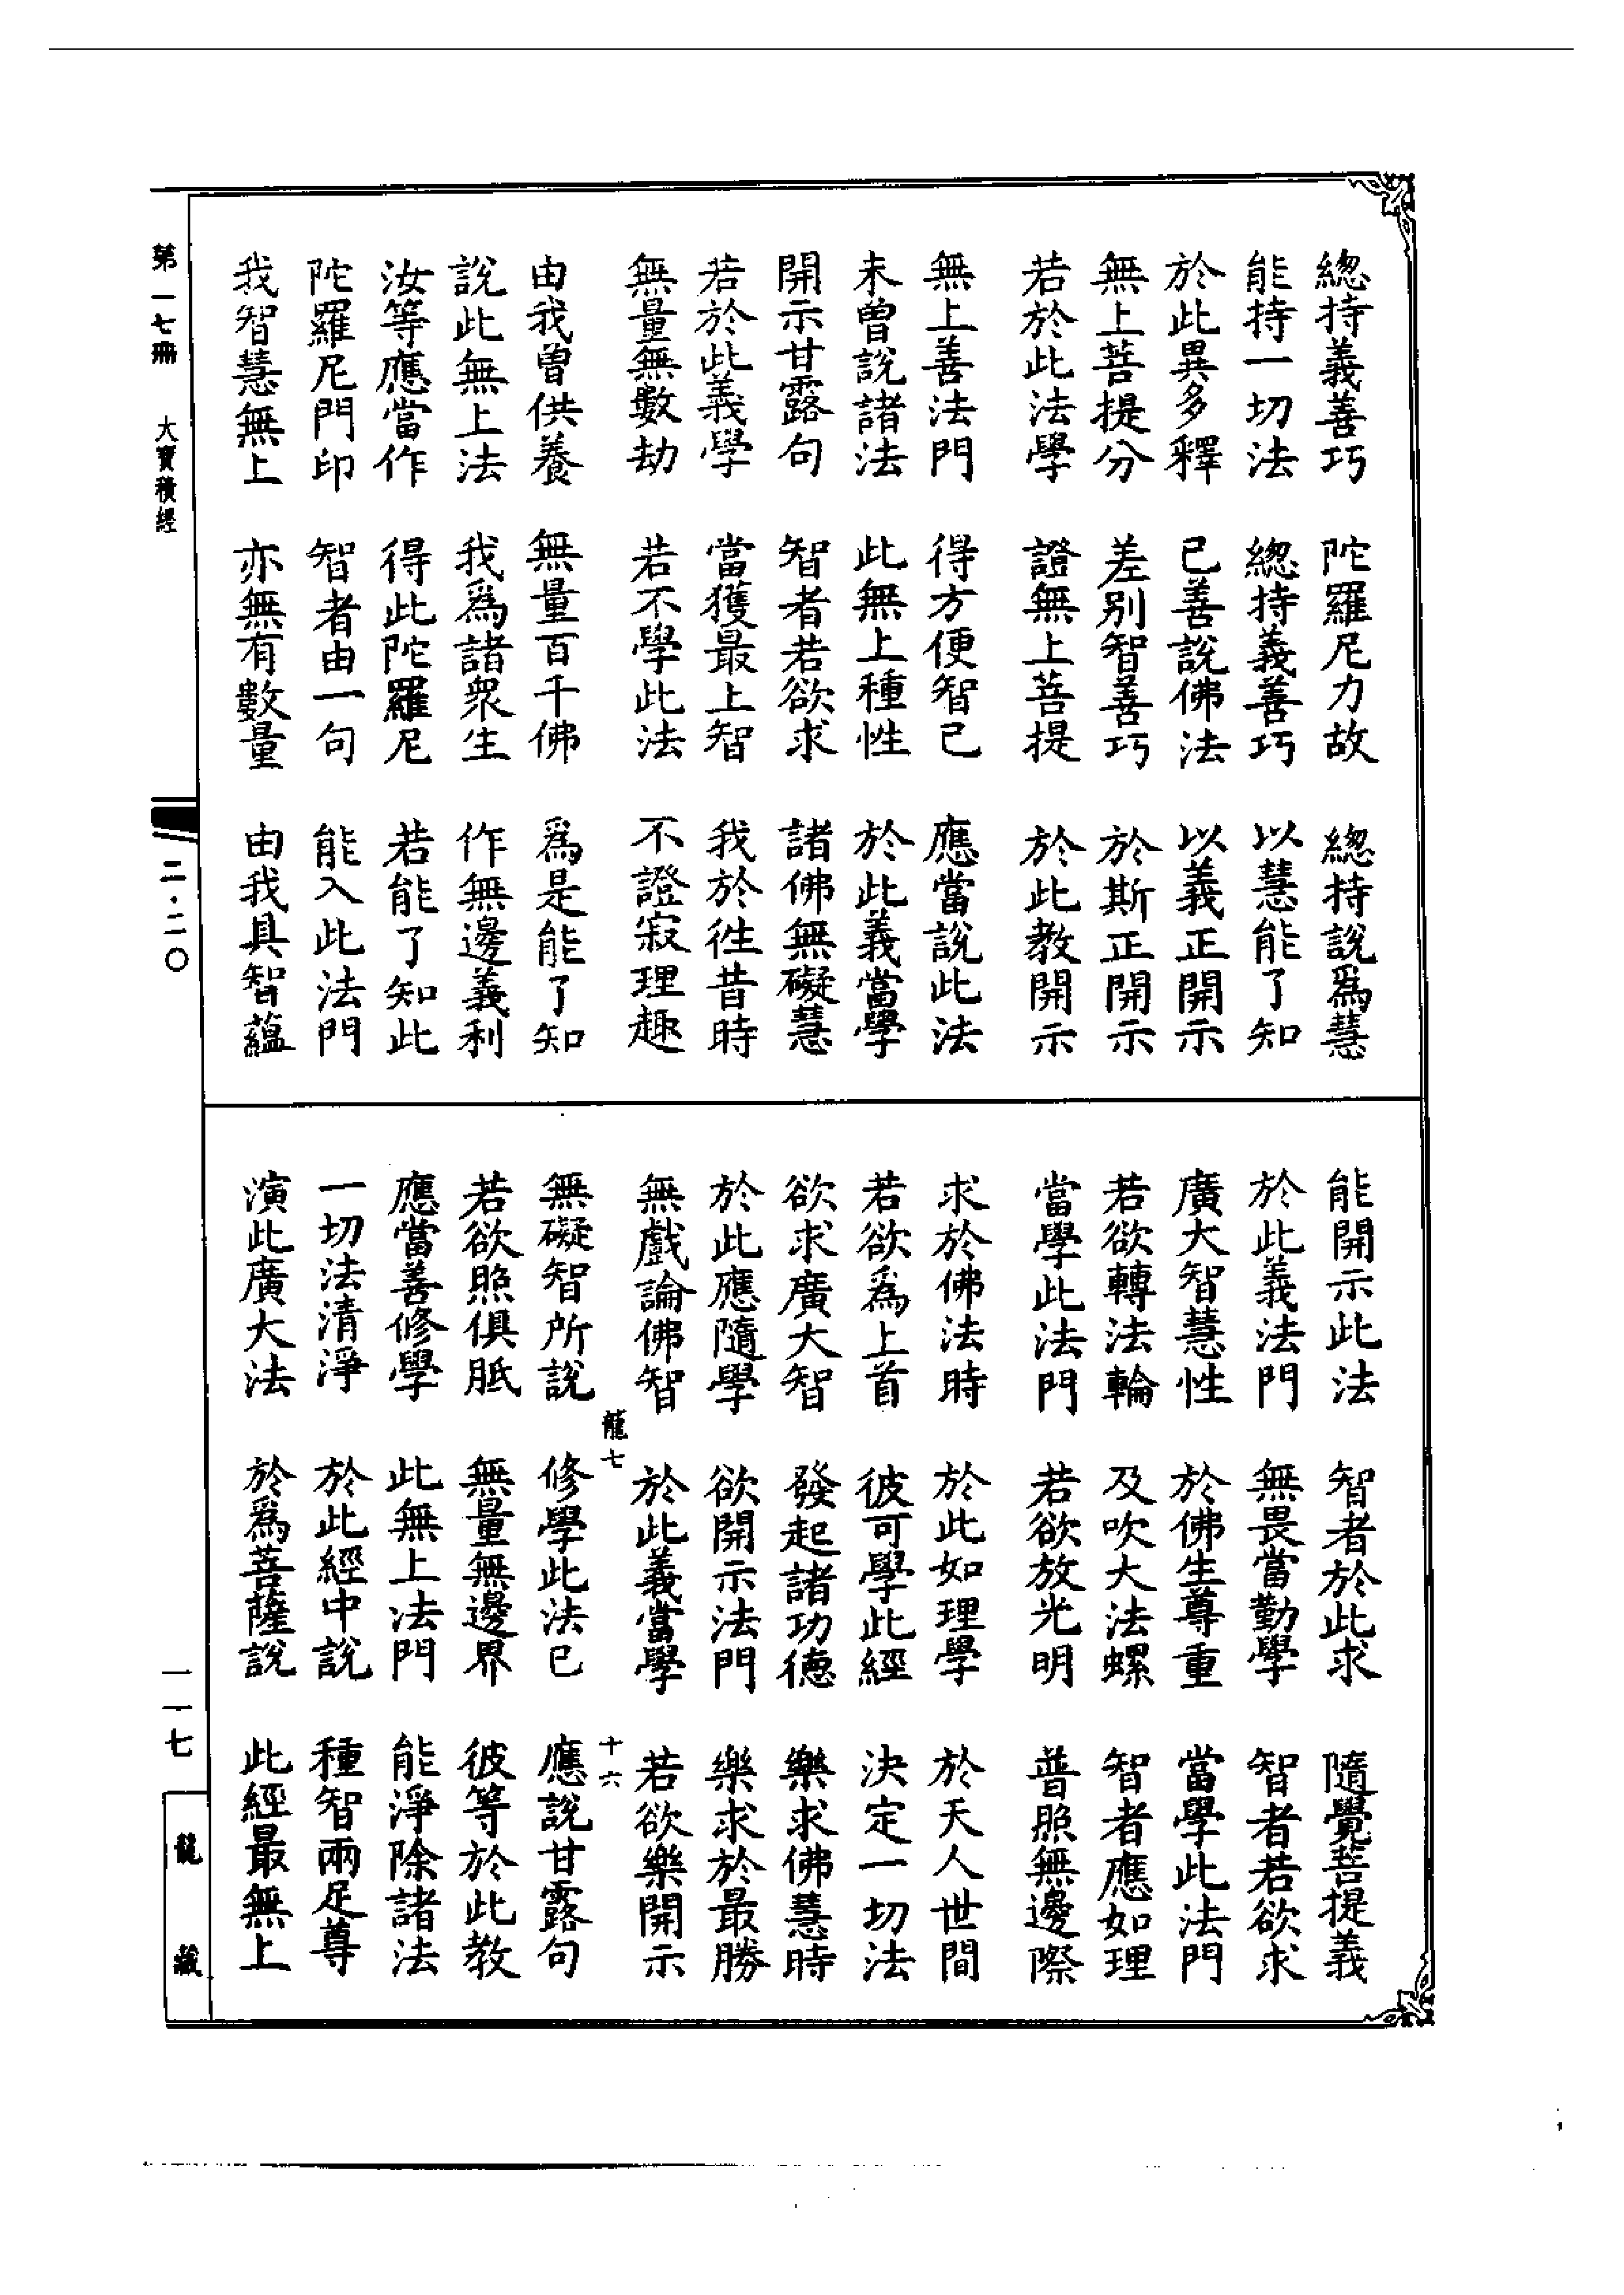 總持義善巧　陀羅尼力故　總持說爲慧
能持一切法　總持義善巧　以慧能了知
於此異多釋　已善說佛法　以義正開示
無上菩提分　差別智善巧　於斯正開示
若於此法學　證無上菩提　於此教開示
無上善法門　得方便智已　應當說此法
未曾說諸法　此無上種性　於此義當學
開示甘露句　智者若欲求　諸佛無礙慧
若於此義學　當獲最上智　我於徃昔時
無量無數劫　若不學此法　不證寂理趣
由我曾供養　無量百千佛　爲是能了知
說此無上法　我爲諸衆生　作無邊義利
汝等應當作　得此陀羅尼　若能了知此
陀羅尼門印　智者由一句　能入此法門
我智慧無上　亦無有數量　由我具智蘊
能開示此法　智者於此求　隨覺菩提義
於此義法門　無畏當勤學　智者若欲求
廣大智慧性　於佛生尊重　當學此法門
若欲轉法輪　及吹大法螺　智者應如理
當學此法門　若欲放光明　普照無邊際
求於佛法時　於此如理學　於天人世間
若欲爲上首　彼可學此經　決定一切法
欲求廣大智　發起諸功德　樂求佛慧時
於此應隨學　欲開示法門　樂求於最勝
無戲論佛智　於此義當學　若欲樂開示
龍七　十六
無礙智所說　修學此法已　應說甘露句
若欲照俱胝　無量無邊界　彼等於此教
應當善修學　此無上法門　能淨除諸法
一切法清淨　於此經中說　種智兩足尊
演此廣大法　於爲菩薩說　此經最無上
第一七冊　大寶積經　二·二〇　一一七　龍藏